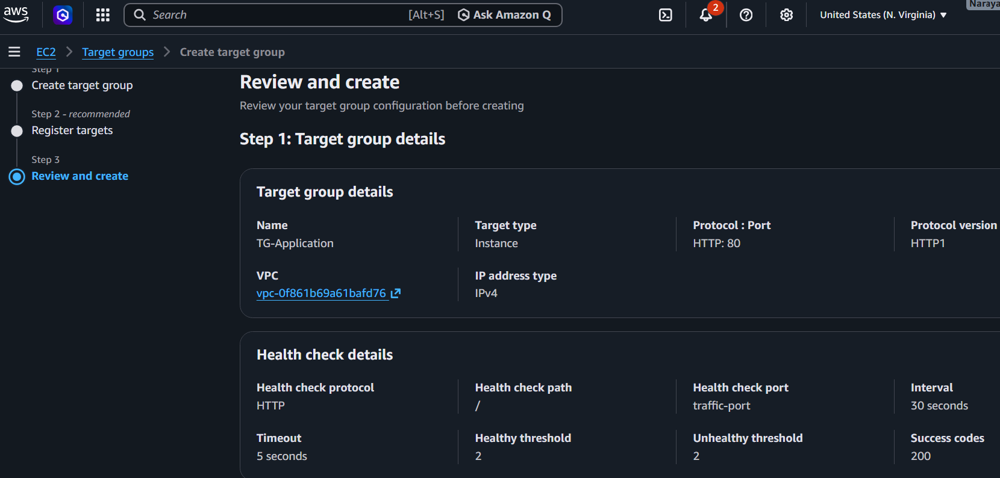 aws
Search [Alt+S] Ask Amazon Q
2
United States (N. Virginia)
EC2 Target groups Create target group
Step 1
Create target group
Step 2 - recommended
Register targets
Step 3
Review and create
Review and create
Review your target group configuration before creating
Step 1: Target group details
Target group details
Name Target type Protocol : Port Protocol version
TG-Application Instance HTTP: 80 HTTP1
VPC IP address type
vpc-0f861b69a61bafd76 IPv4
Health check details
Health check protocol Health check path Health check port Interval
HTTP / traffic-port 30 seconds
Timeout Healthy threshold Unhealthy threshold Success codes
5 seconds 2 2 200